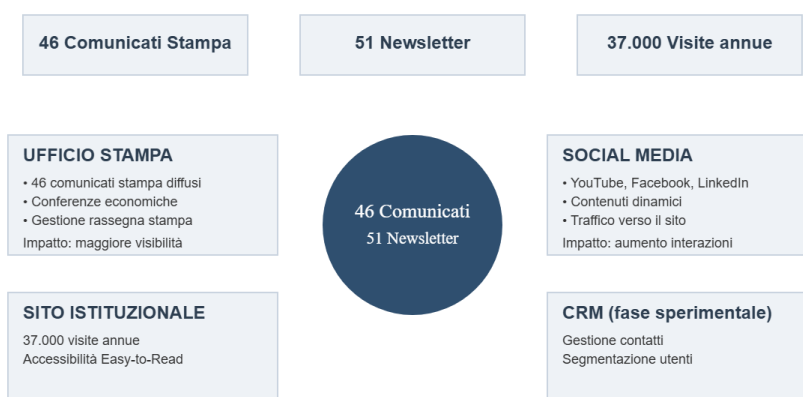 46 Comunicati Stampa
51 Newsletter
37.000 Visite annue
UFFICIO STAMPA
• 46 comunicati stampa diffusi
• Conferenze economiche
• Gestione rassegna stampa
Impatto: maggiore visibilità
46 Comunicati
51 Newsletter
SOCIAL MEDIA
• YouTube, Facebook, LinkedIn
• Contenuti dinamici
• Traffico verso il sito
Impatto: aumento interazioni
SITO ISTITUZIONALE
37.000 visite annue
Accessibilità Easy-to-Read
CRM (fase sperimentale)
Gestione contatti
Segmentazione utenti